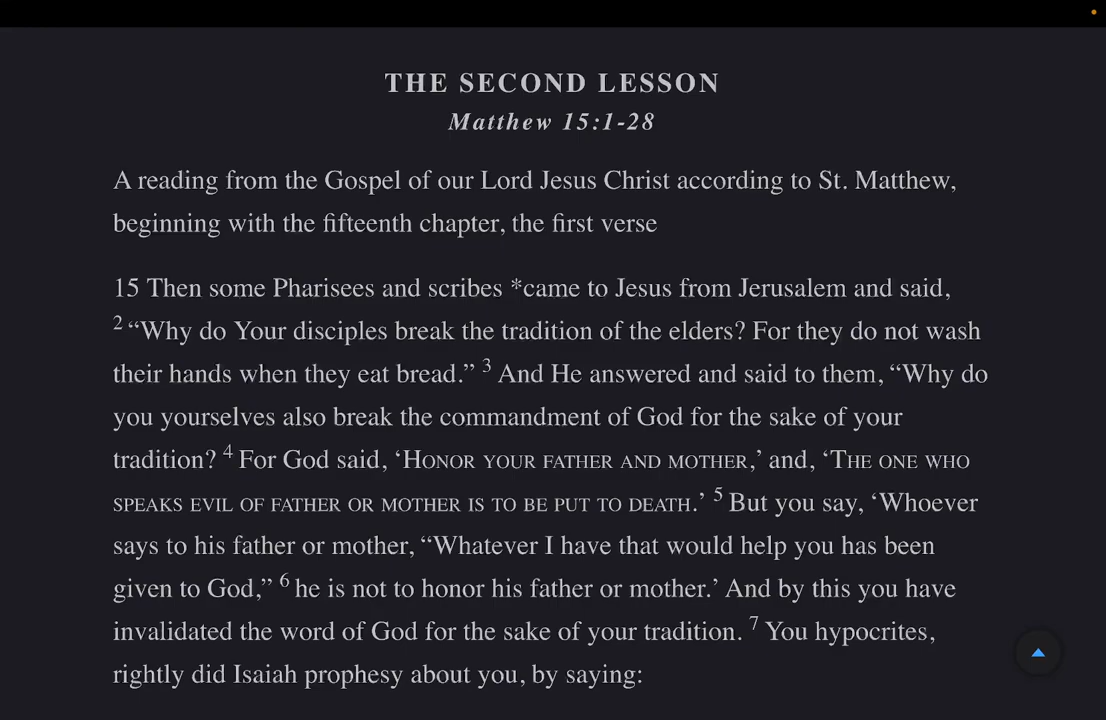 THE SECOND LESSON
Matthew 15:1-28
A reading from the Gospel of our Lord Jesus Christ according to St. Matthew,
beginning with the fifteenth chapter, the first verse
15 Then some Pharisees and scribes *came to Jesus from Jerusalem and said,
2 “Why do Your disciples break the tradition of the elders? For they do not wash
their hands when they eat bread.” 3 And He answered and said to them, “Why do
you yourselves also break the commandment of God for the sake of your
tradition? 4 For God said, ‘HONOR YOUR FATHER AND MOTHER,’ and, ‘THE ONE WHO
SPEAKS EVIL OF FATHER OR MOTHER IS TO BE PUT TO DEATH.’ 5 But you say, ‘Whoever
says to his father or mother, “Whatever I have that would help you has been
given to God,” 6 he is not to honor his father or mother.’ And by this you have
invalidated the word of God for the sake of your tradition. 7 You hypocrites,
rightly did Isaiah prophesy about you, by saying: